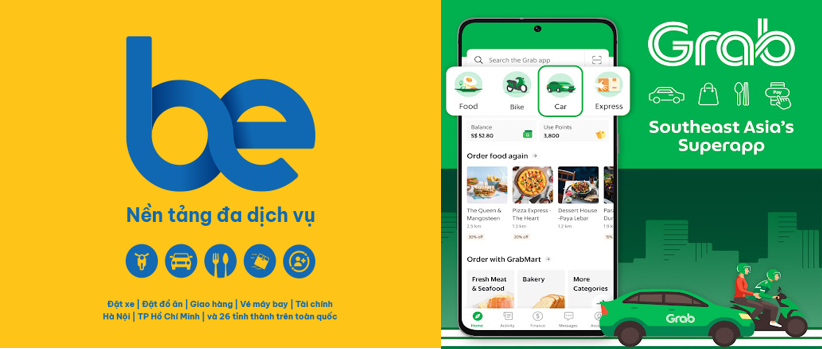 be
Nền tảng đa dịch vụ
Đặt xe | Đặt đồ ăn | Giao hàng | Vé máy bay | Tài chính
Hà Nội | TP Hồ Chí Minh | và 26 tỉnh thành trên toàn quốc
Search the Grab app
Food
Bike
Car
Express
Balance
S$ 52.80
Use Points
3,800
Order food again
The Queen & Mangosteen
2.5 km
30% off
Pizza Express - The Heart
1.2 km
20% off
Dessert House -Paya Lebar
1.2 km
Order with GrabMart
Fresh Meat & Seafood
Bakery
More Categories
Home
Activity
Finance
Messages
Grab
Pay
Southeast Asia's
Superapp
Grab